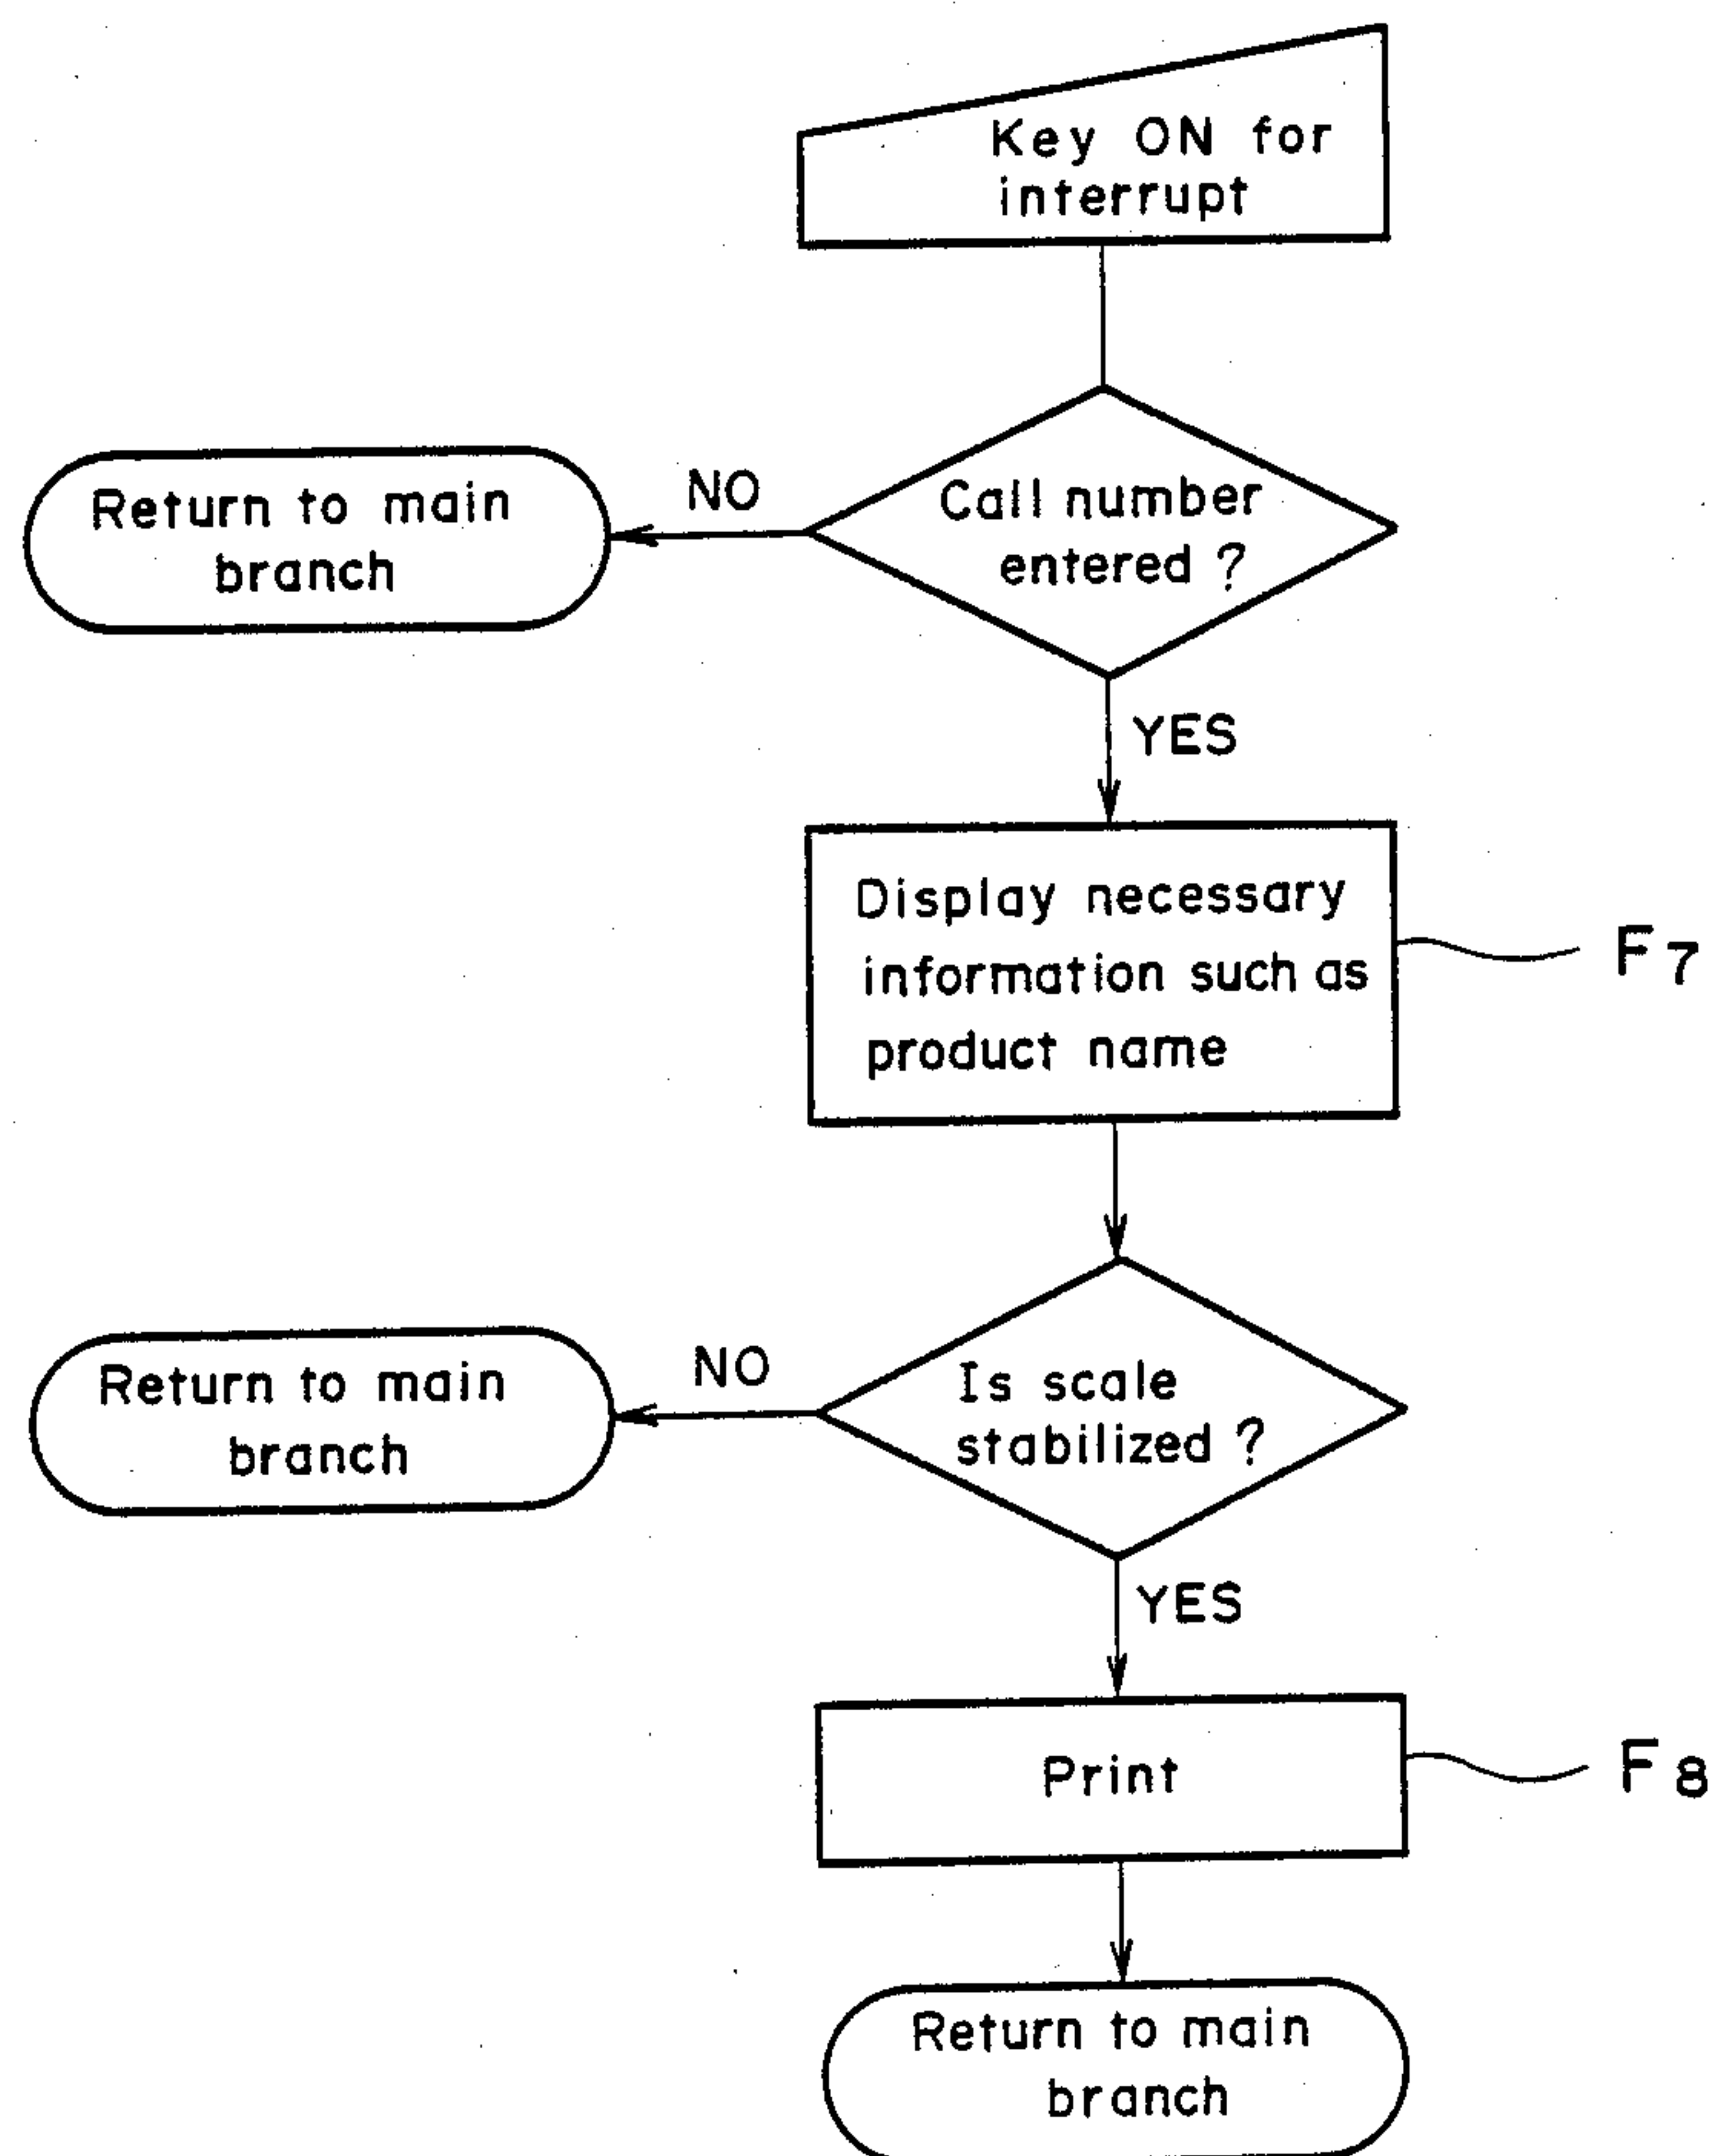 Key ON for
interrupt
Call number
entered ?
NO
Return to main
branch
YES
Display necessary
information such as
product name
F7
Is scale
stabilized ?
NO
Return to main
branch
YES
Print
F8
Return to main
branch